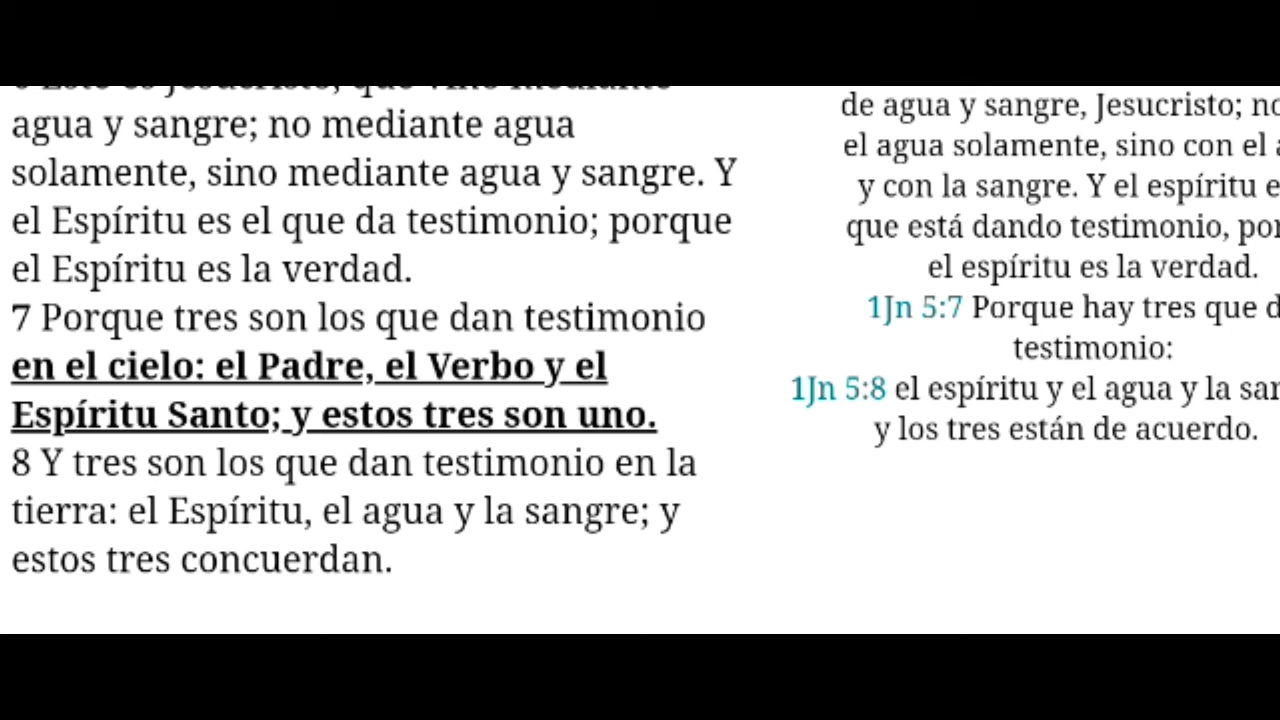 agua y sangre; no mediante agua
solamente, sino mediante agua y sangre. Y
el Espíritu es el que da testimonio; porque
el Espíritu es la verdad.
7 Porque tres son los que dan testimonio
en el cielo: el Padre, el Verbo y el
Espíritu Santo; y estos tres son uno.
8 Y tres son los que dan testimonio en la
tierra: el Espíritu, el agua y la sangre; y
estos tres concuerdan.
de agua y sangre, Jesucristo; no
el agua solamente, sino con el
y con la sangre. Y el espíritu
que está dando testimonio,
el espíritu es la verdad.
1Jn 5:7 Porque hay tres que
testimonio:
1Jn 5:8 el espíritu y el agua y la
y los tres están de acuerdo.